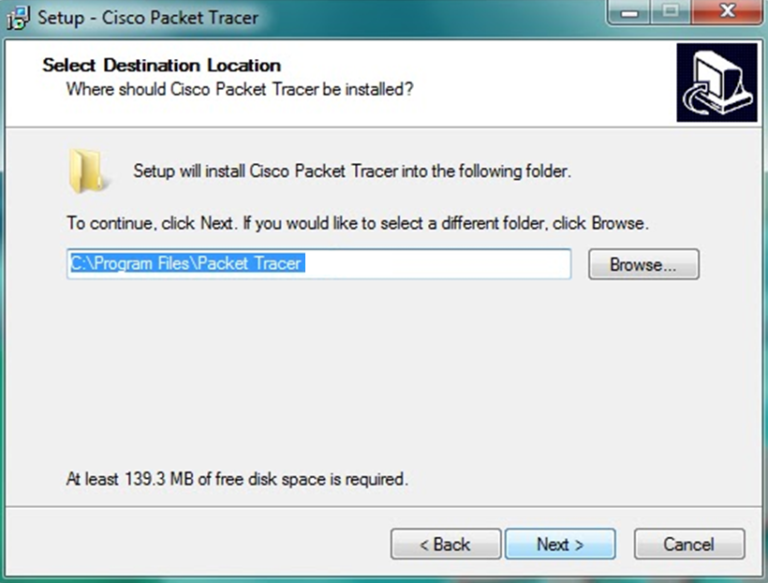 Setup - Cisco Packet Tracer
Select Destination Location
Where should Cisco Packet Tracer be installed?
Setup will install Cisco Packet Tracer into the following folder.
To continue, click Next. If you would like to select a different folder, click Browse.
C:\Program Files\Packet Tracer
Browse...
At least 139.3 MB of free disk space is required.
< Back
Next >
Cancel